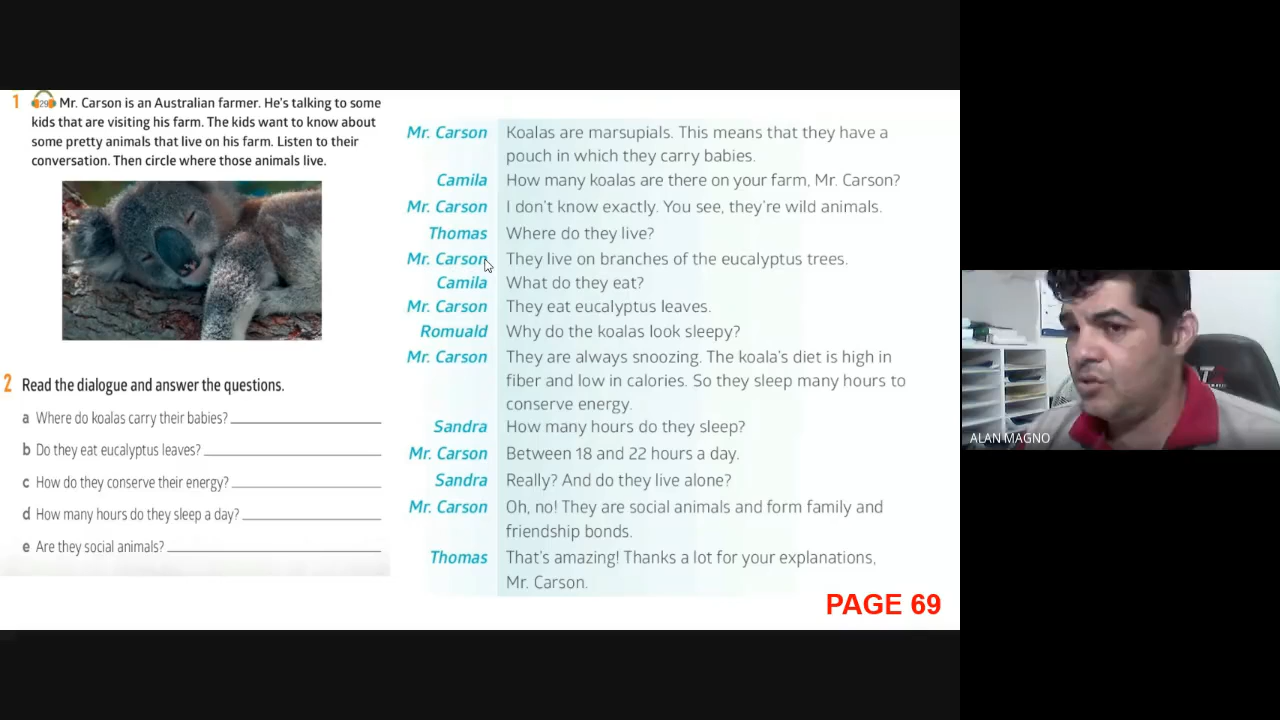 1 29 Mr. Carson is an Australian farmer. He's talking to some
kids that are visiting his farm. The kids want to know about
some pretty animals that live on his farm. Listen to their
conversation. Then circle where those animals live.
2 Read the dialogue and answer the questions.
a Where do koalas carry their babies?
b Do they eat eucalyptus leaves?
c How do they conserve their energy?
d How many hours do they sleep a day?
e Are they social animals?
Mr. Carson Koalas are marsupials. This means that they have a
pouch in which they carry babies.
Camila How many koalas are there on your farm, Mr. Carson?
Mr. Carson I don't know exactly. You see, they're wild animals.
Thomas Where do they live?
Mr. Carson They live on branches of the eucalyptus trees.
Camila What do they eat?
Mr. Carson They eat eucalyptus leaves.
Romuald Why do the koalas look sleepy?
Mr. Carson They are always snoozing. The koala's diet is high in
fiber and low in calories. So they sleep many hours to
conserve energy.
Sandra How many hours do they sleep?
Mr. Carson Between 18 and 22 hours a day.
Sandra Really? And do they live alone?
Mr. Carson Oh, no! They are social animals and form family and
friendship bonds.
Thomas That's amazing! Thanks a lot for your explanations,
Mr. Carson.
PAGE 69
ALAN MAGNO